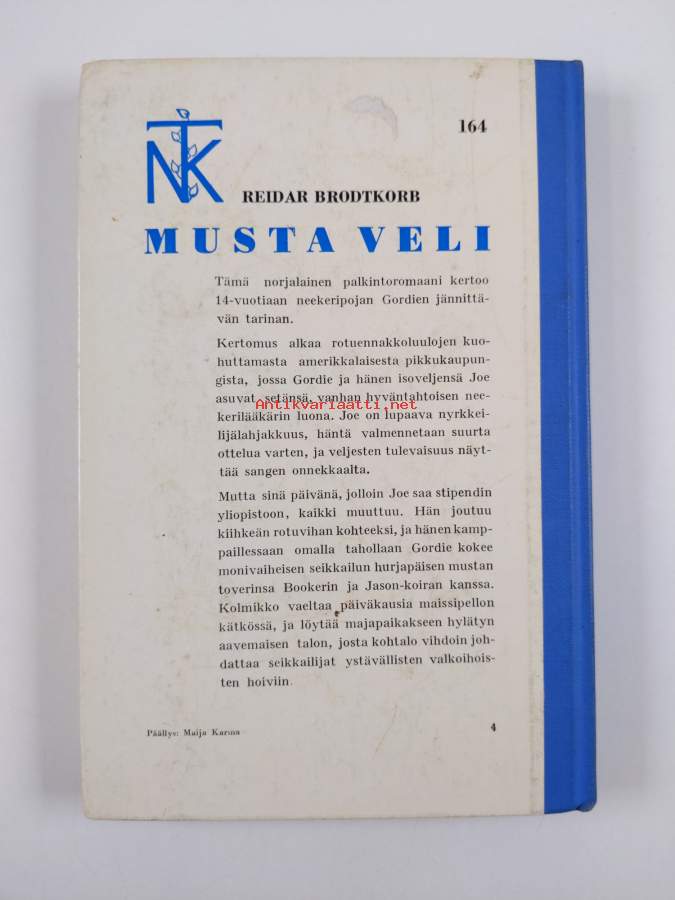 NTK
164
REIDAR BRODTKORB
MUSTA VELI
Tämä norjalainen palkintoromaani kertoo
14-vuotiaan neekeripojan Gordien jännittä-
vän tarinan.
Kertomus alkaa rotuennakkoluulojen kuo-
huttamasta amerikkalaisesta pikkukaupun-
gista, jossa Gordie ja hänen isoveljensä Joe
asuvat setänsä, vanhan hyväntahtoisen nee-
Antikvariaatti.net
kerilääkärin luona. Joe on lupaava nyrkkei-
lijälahjakkuus, häntä valmennetaan suurta
ottelua varten, ja veljesten tulevaisuus näyt-
tää sangen onnekkaalta.
Mutta sinä päivänä, jolloin Joe saa stipendin
yliopistoon, kaikki muuttuu. Hän joutuu
kiihkeän rotuvihan kohteeksi, ja hänen kamp-
paillessaan omalla tahollaan Gordie kokee
monivaiheisen seikkailun hurjapäisen mustan
toverinsa Bookerin ja Jason-koiran kanssa.
Kolmikko vaeltaa päiväkausia maissipellon
kätkössä, ja löytää majapaikakseen hylätyn
aavemaisen talon, josta kohtalo vihdoin joh-
dattaa seikkailijat ystävällisten valkoihois-
ten hoiviin.
Päällys: Maija Karma
4